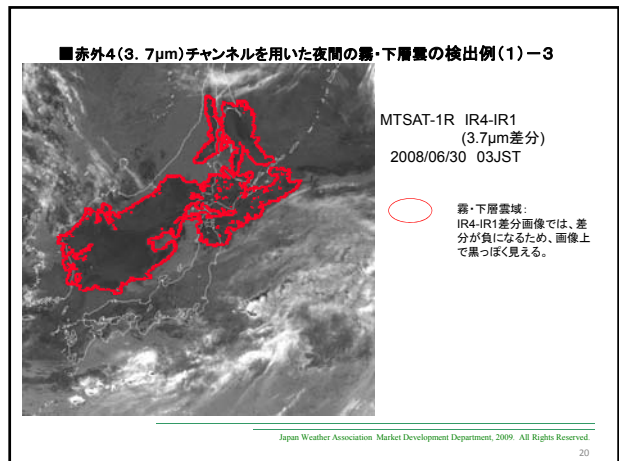 ■赤外4(3．7μm)チャンネルを用いた夜間の霧・下層雲の検出例(1)－3
MTSAT-1R IR4-IR1
(3.7μm差分)
2008/06/30 03JST
霧・下層雲域:
IR4-IR1差分画像では、差
分が負になるため、画像上
で黒っぽく見える。
Japan Weather Association Market Development Department, 2009. All Rights Reserved.
20